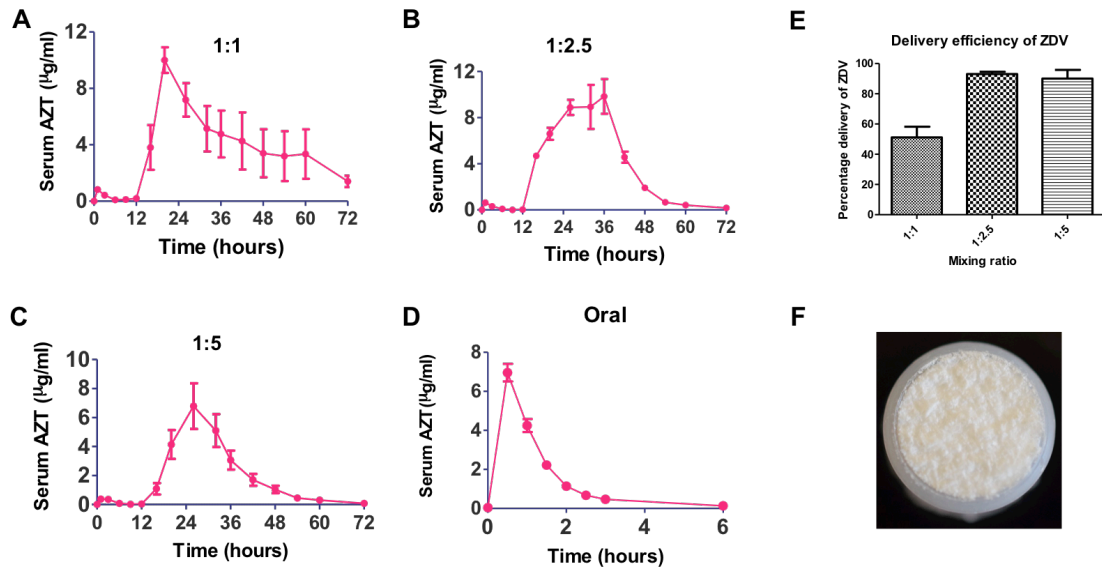 A
1:1
Serum AZT (µg/ml)
12
8
4
0
0 12 24 36 48 60 72
Time (hours)
B
1:2.5
Serum AZT (µg/ml)
12
8
4
0
0 12 24 36 48 60 72
Time (hours)
E
Delivery efficiency of ZDV
Percentage delivery of ZDV
100
80
60
40
20
0
1:1 1:2.5 1:5
Mixing ratio
C
1:5
Serum AZT (µg/ml)
10
8
6
4
2
0
0 12 24 36 48 60 72
Time (hours)
D
Oral
Serum AZT (µg/ml)
8
6
4
2
0
0 2 4 6
Time (hours)
F